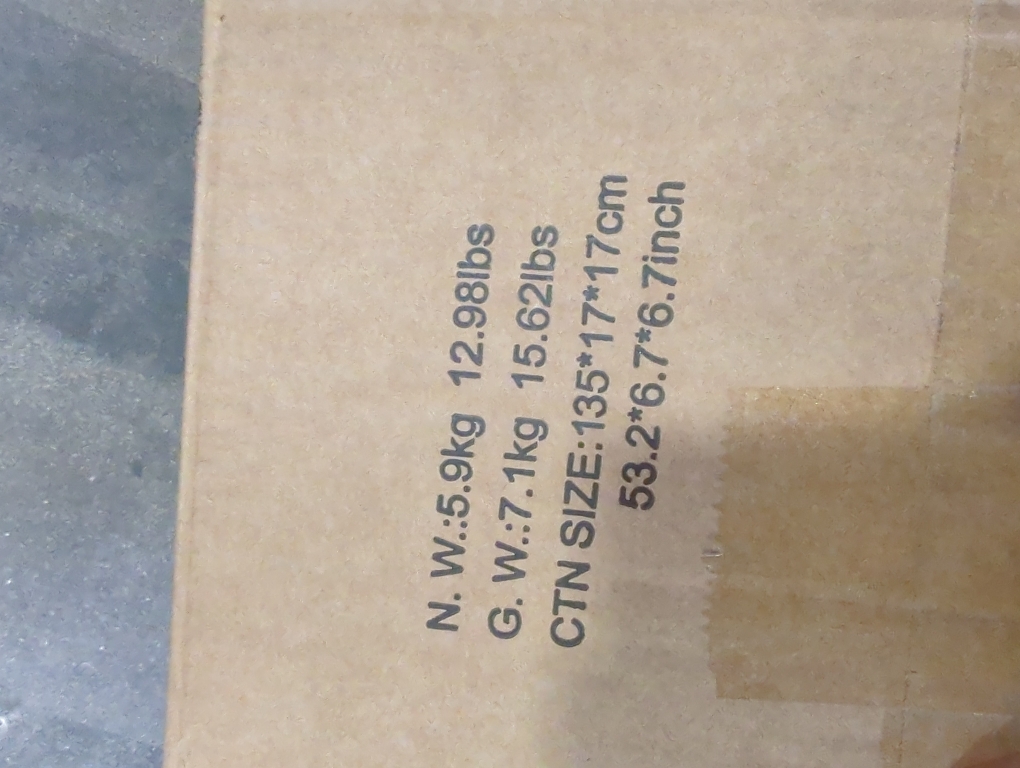 N. W.:5.9kg 12.98lbs
G. W.:7.1kg 15.62lbs
CTN SIZE:135*17*17cm
53.2*6.7*6.7inch